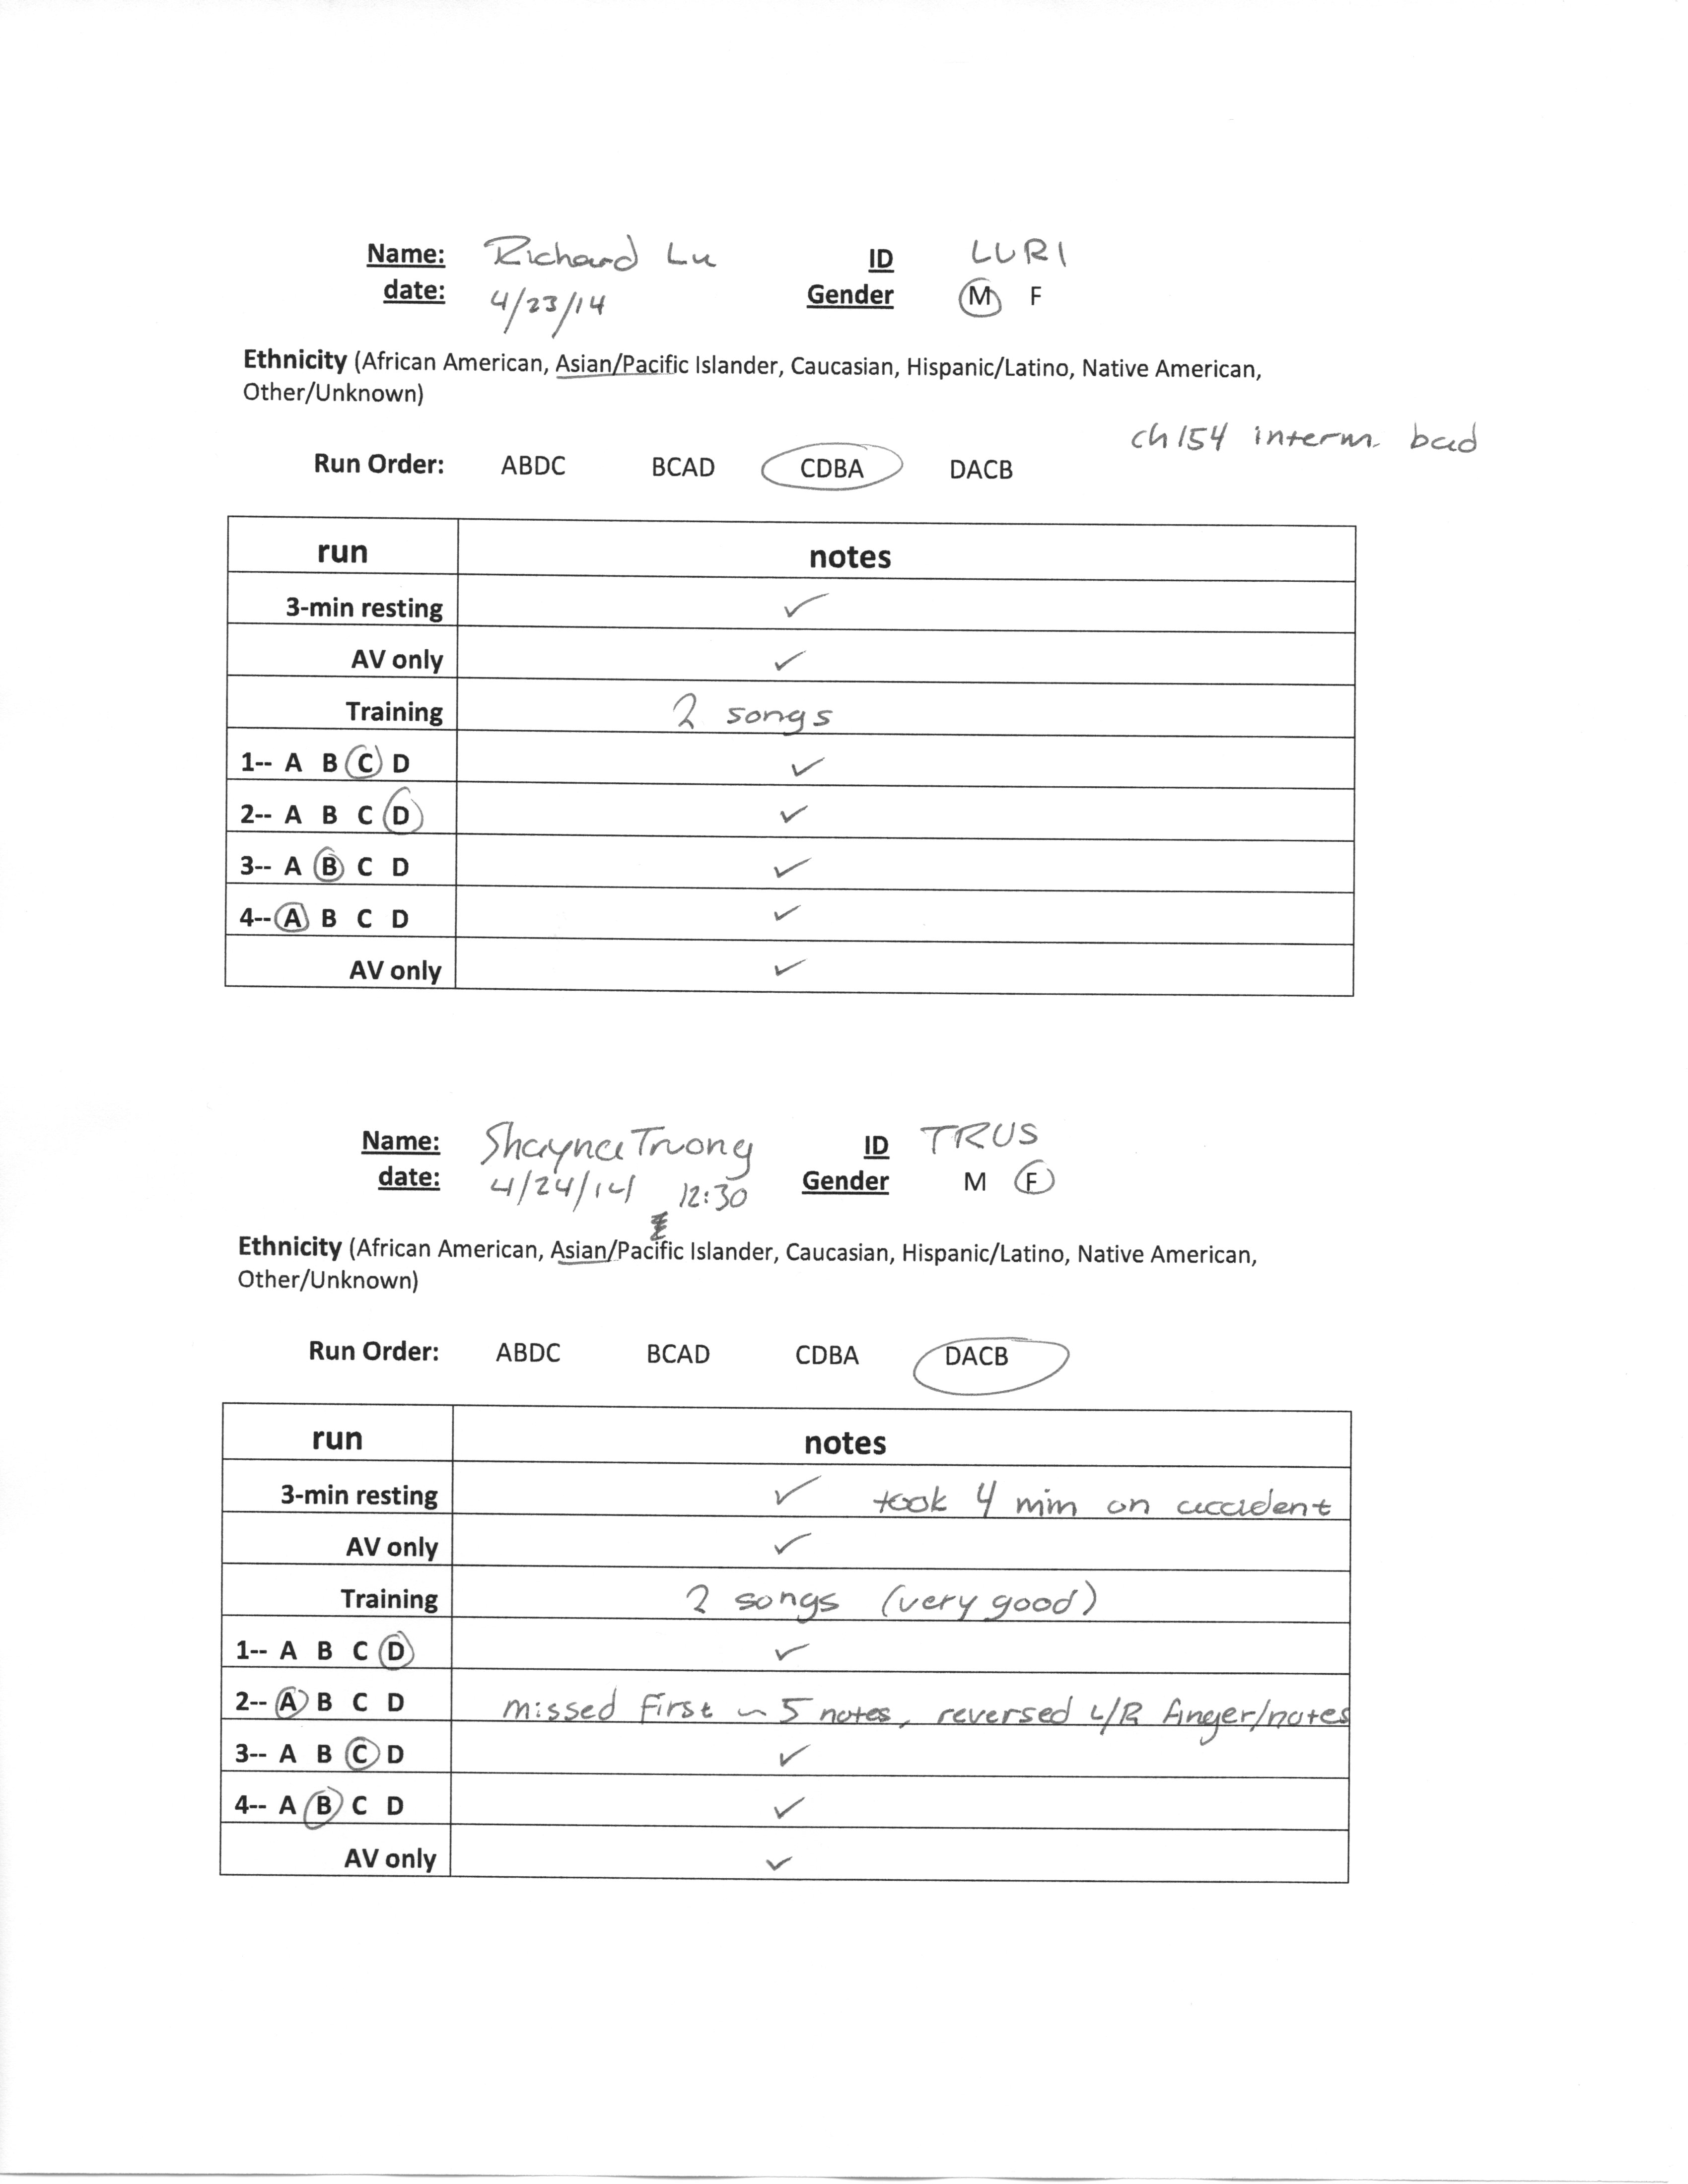 Name: Richard Lu ID LURI
date: 4/23/14 Gender M F
Ethnicity (African American, Asian/Pacific Islander, Caucasian, Hispanic/Latino, Native American,
Other/Unknown)
ch 154 interm. bad
Run Order: ABDC BCAD CDBA DACB
run notes
3-min resting ✓
AV only ✓
Training 2 songs
1-- A B C D ✓
2-- A B C D ✓
3-- A B C D ✓
4-- A B C D ✓
AV only ✓
Name: Shayna Truong ID TRUS
date: 4/24/14 12:30 Gender M F
Ethnicity (African American, Asian/Pacific Islander, Caucasian, Hispanic/Latino, Native American,
Other/Unknown)
Run Order: ABDC BCAD CDBA DACB
run notes
3-min resting ✓ took 4 min on accident
AV only ✓
Training 2 songs (very good)
1-- A B C D ✓
2-- A B C D missed first ~ 5 notes, reversed L/R finger/notes
3-- A B C D ✓
4-- A B C D ✓
AV only ✓